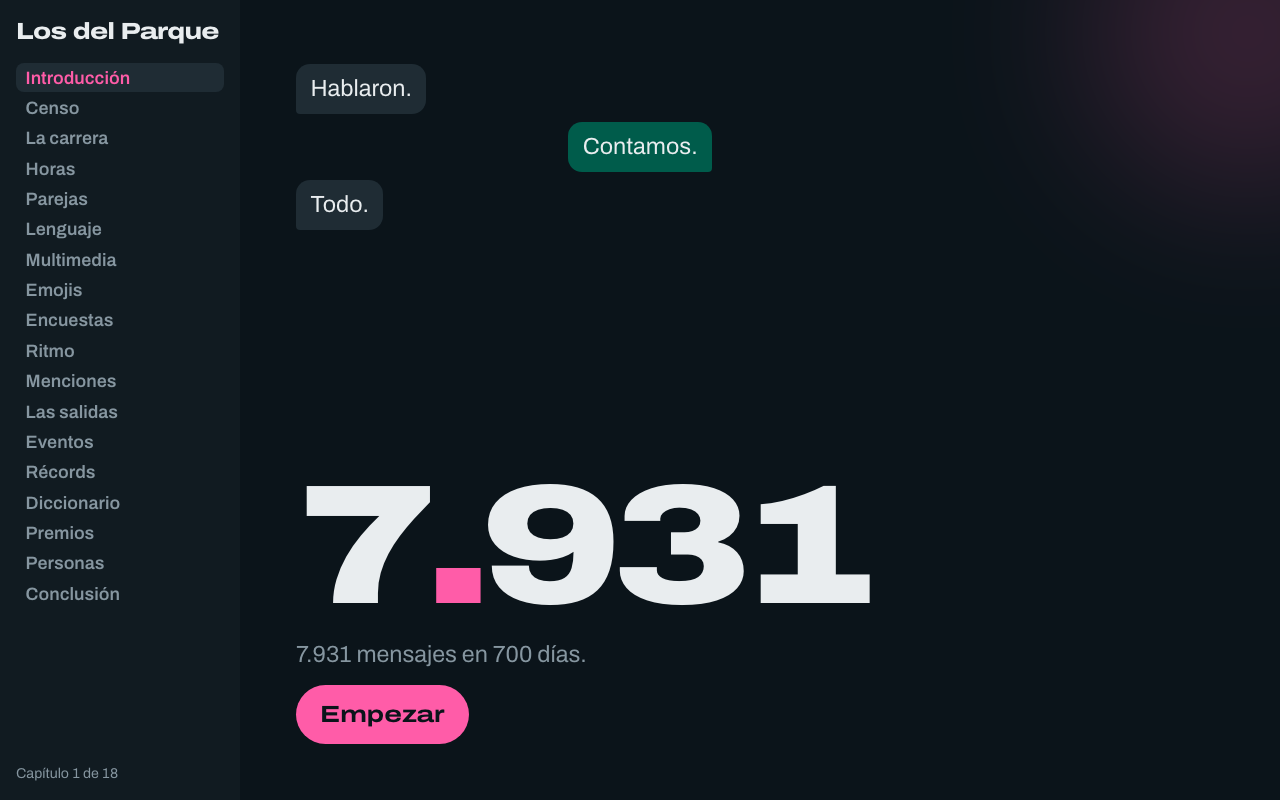 Los del Parque
Introducción
Censo
La carrera
Horas
Parejas
Lenguaje
Multimedia
Emojis
Encuestas
Ritmo
Menciones
Las salidas
Eventos
Récords
Diccionario
Premios
Personas
Conclusión
Capítulo 1 de 18
Hablaron.
Contamos.
Todo.
7.931
7.931 mensajes en 700 días.
Empezar